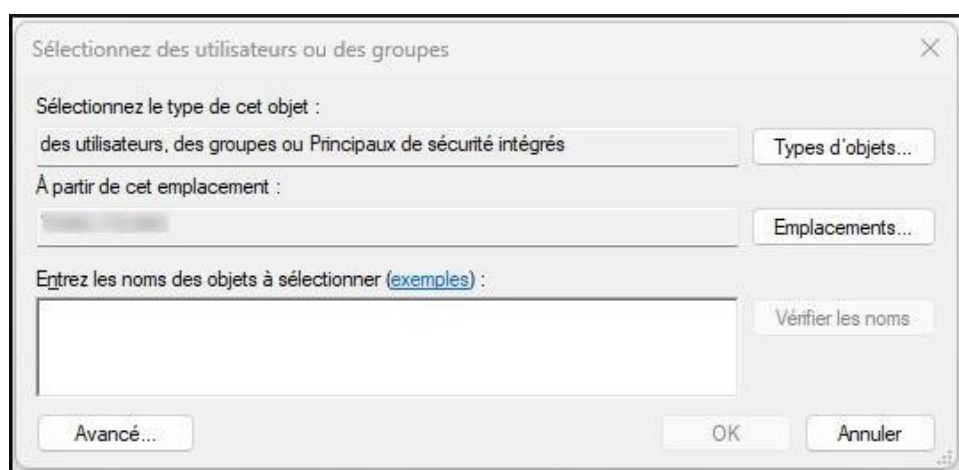 Sélectionnez des utilisateurs ou des groupes
Sélectionnez le type de cet objet :
des utilisateurs, des groupes ou Principaux de sécurité intégrés
Types d'objets...
À partir de cet emplacement :
Emplacements...
Entrez les noms des objets à sélectionner (exemples) :
Vérifier les noms
Avancé...
OK
Annuler